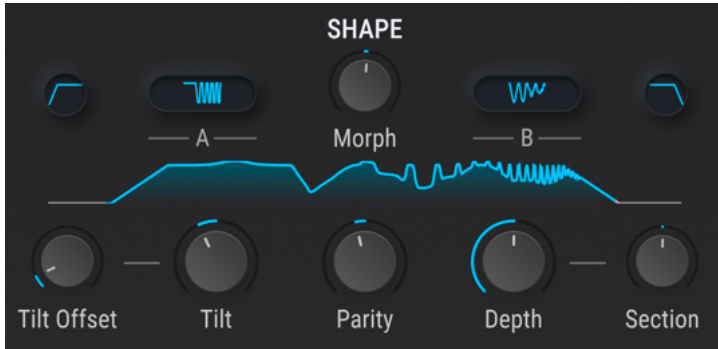 SHAPE
A
Morph
B
Tilt Offset
Tilt
Parity
Depth
Section